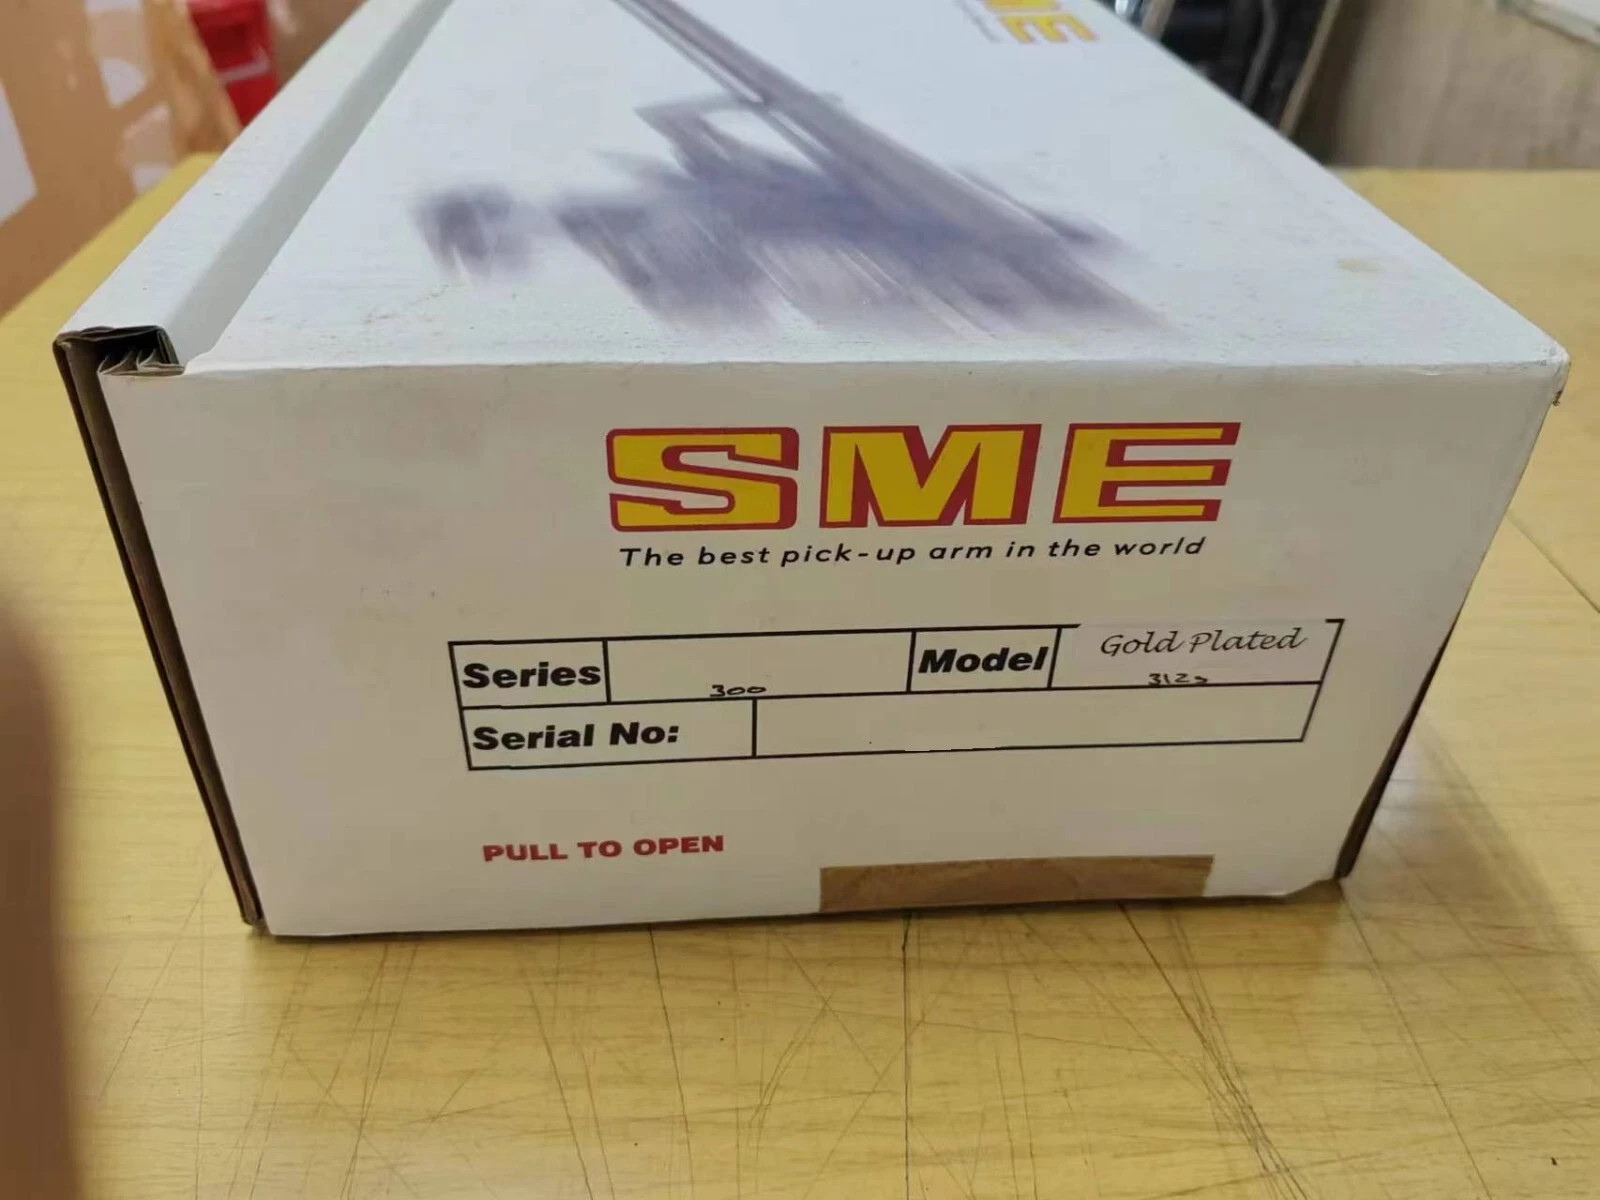 SME
The best pick-up arm in the world
Series 300 Model Gold Plated 312s
Serial No:
PULL TO OPEN